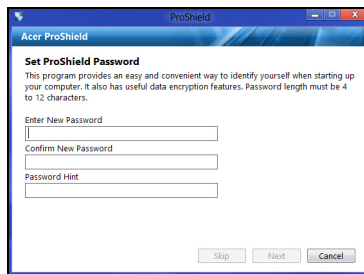 ProShield
Acer ProShield
Set ProShield Password
This program provides an easy and convenient way to identify yourself when starting up
your computer. It also has useful data encryption features. Password length must be 4
to 12 characters.
Enter New Password
Confirm New Password
Password Hint
Skip
Next
Cancel